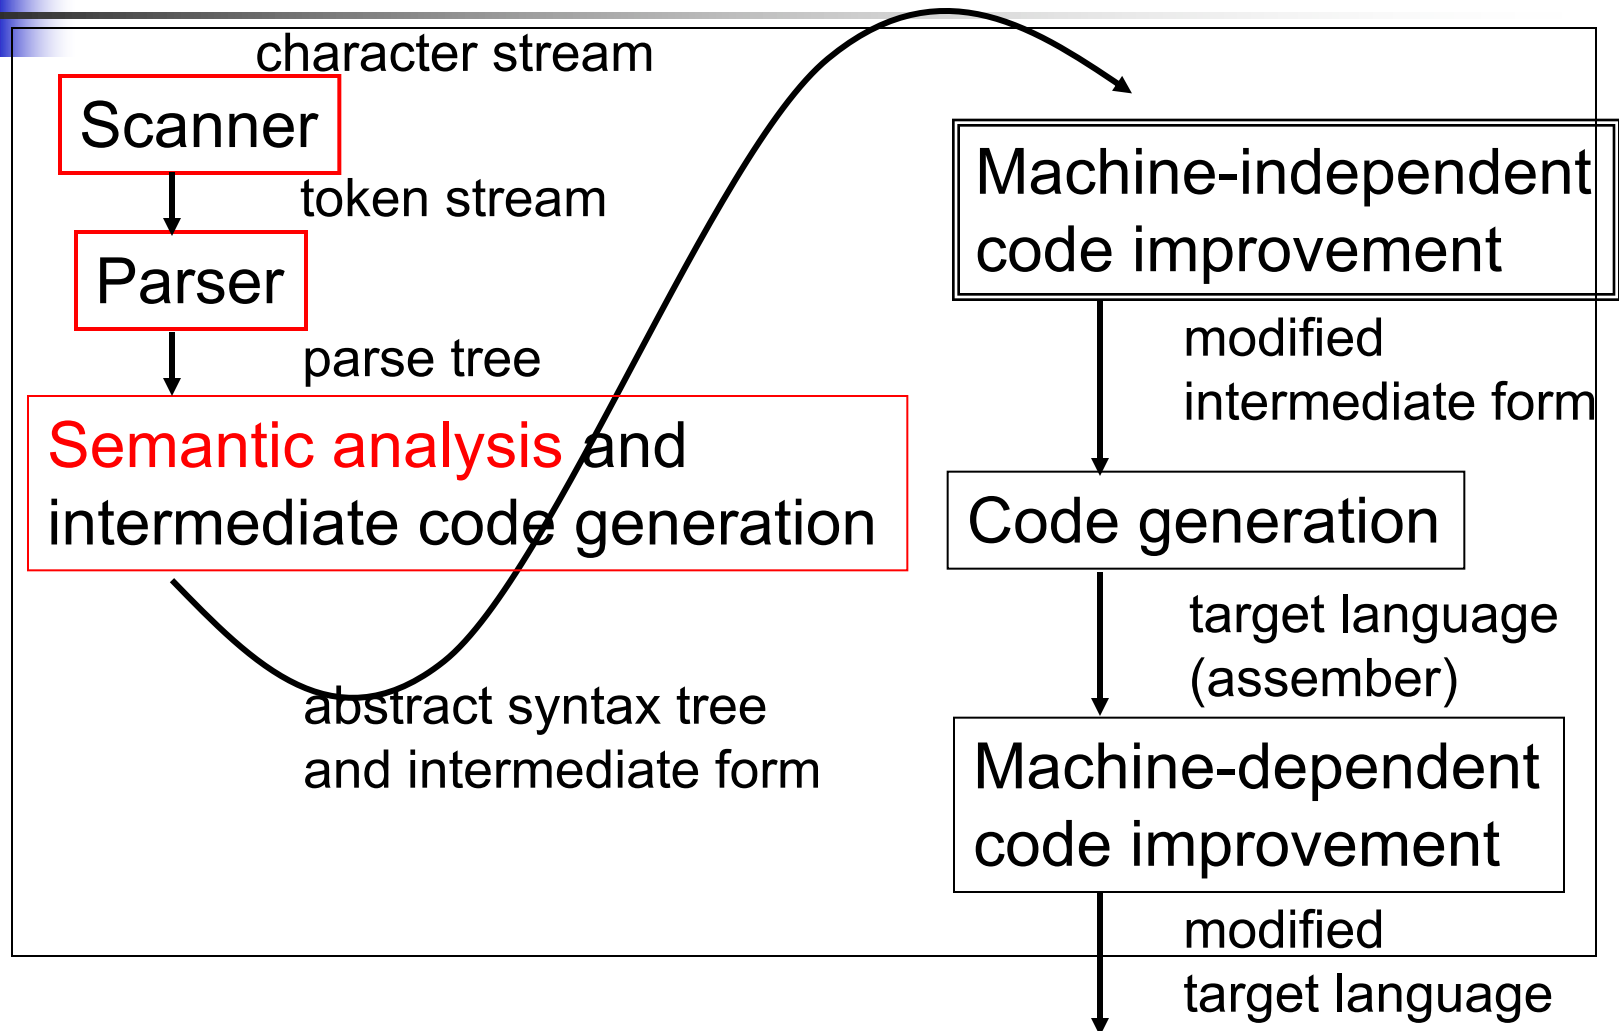 character stream
Scanner
token stream
Parser
parse tree
Semantic analysis and
intermediate code generation
abstract syntax tree
and intermediate form
Machine-independent
code improvement
modified
intermediate form
Code generation
target language
(assember)
Machine-dependent
code improvement
modified
target language